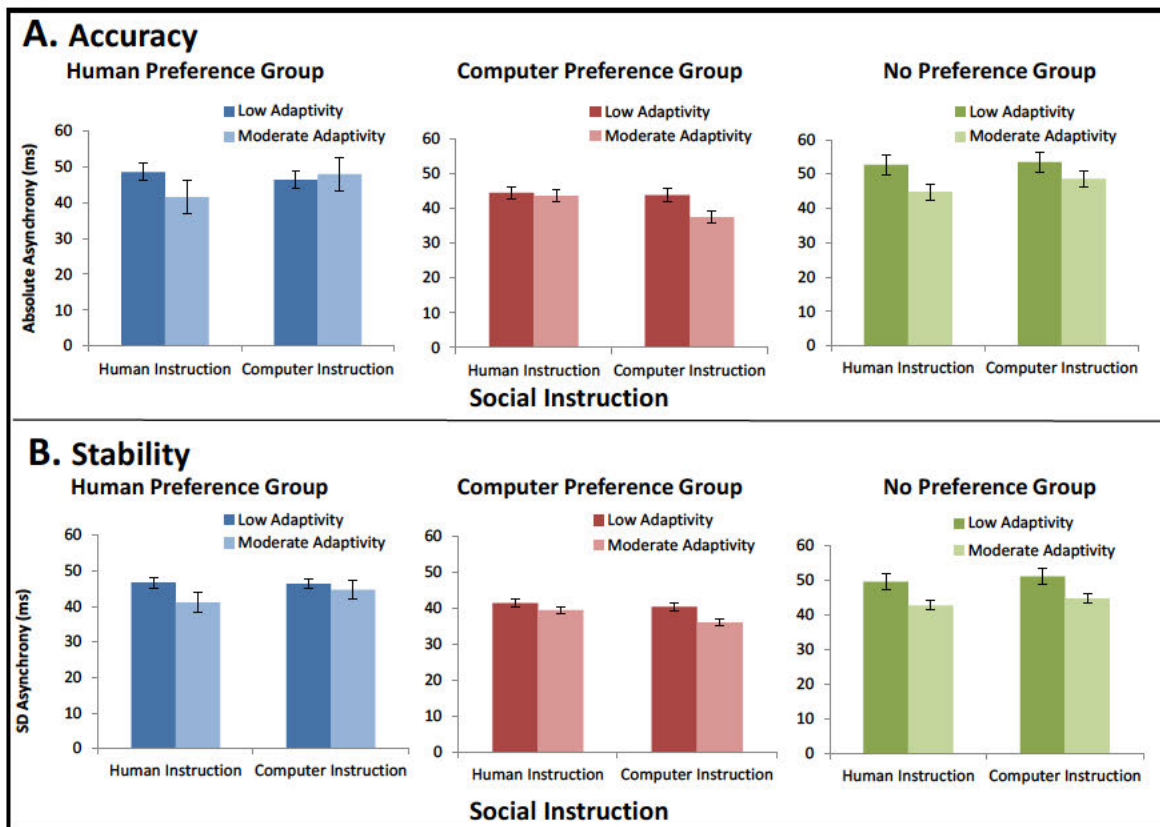 A. Accuracy
Human Preference Group
Low Adaptivity
Moderate Adaptivity
Absolute Asynchrony (ms)
60
50
40
30
20
10
0
Human Instruction Computer Instruction
Computer Preference Group
Low Adaptivity
Moderate Adaptivity
60
50
40
30
20
10
0
Human Instruction Computer Instruction
No Preference Group
Low Adaptivity
Moderate Adaptivity
60
50
40
30
20
10
0
Human Instruction Computer Instruction
Social Instruction
B. Stability
Human Preference Group
Low Adaptivity
Moderate Adaptivity
SD Asynchrony (ms)
60
50
40
30
20
10
0
Human Instruction Computer Instruction
Computer Preference Group
Low Adaptivity
Moderate Adaptivity
60
50
40
30
20
10
0
Human Instruction Computer Instruction
No Preference Group
Low Adaptivity
Moderate Adaptivity
60
50
40
30
20
10
0
Human Instruction Computer Instruction
Social Instruction